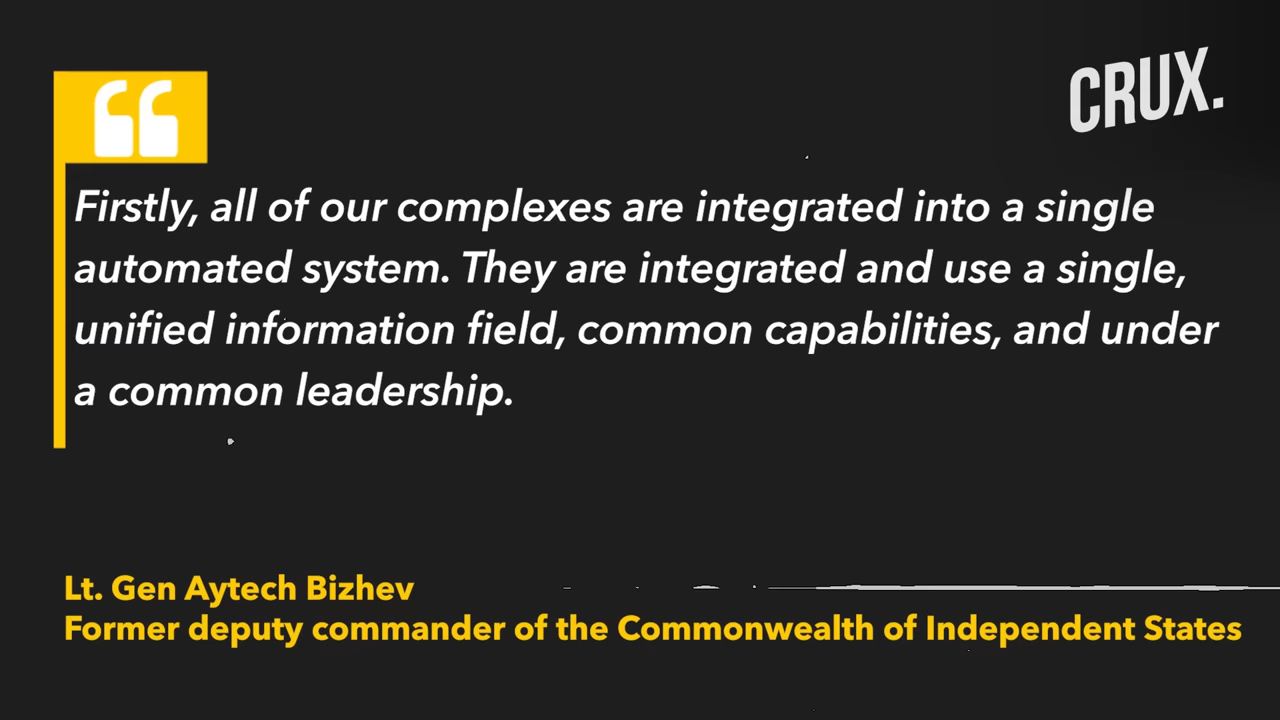 CRUX.
Firstly, all of our complexes are integrated into a single
automated system. They are integrated and use a single,
unified information field, common capabilities, and under
a common leadership.
Lt. Gen Aytech Bizhev
Former deputy commander of the Commonwealth of Independent States